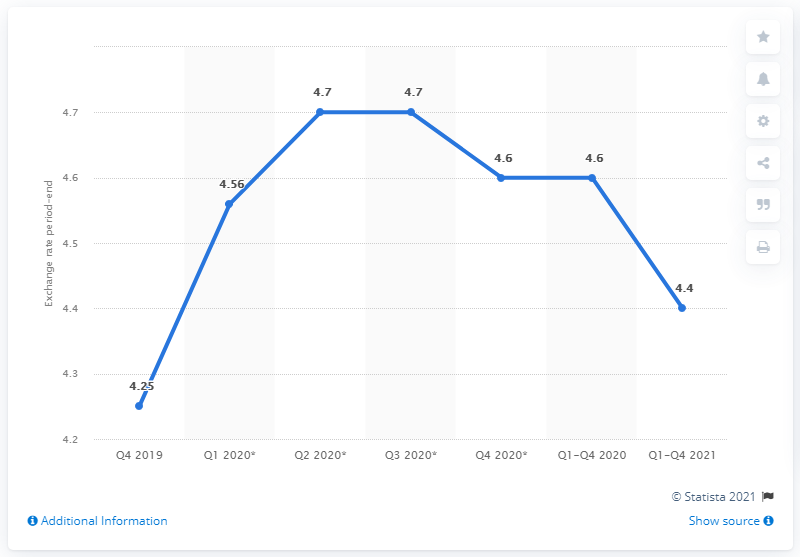 4.7
4.6
4.5
4.4
4.3
4.2
Exchange rate period-end
4.25
4.56
4.7
4.7
4.6
4.6
4.4
Q4 2019
Q1 2020*
Q2 2020*
Q3 2020*
Q4 2020*
Q1-Q4 2020
Q1-Q4 2021
© Statista 2021
Additional Information
Show source